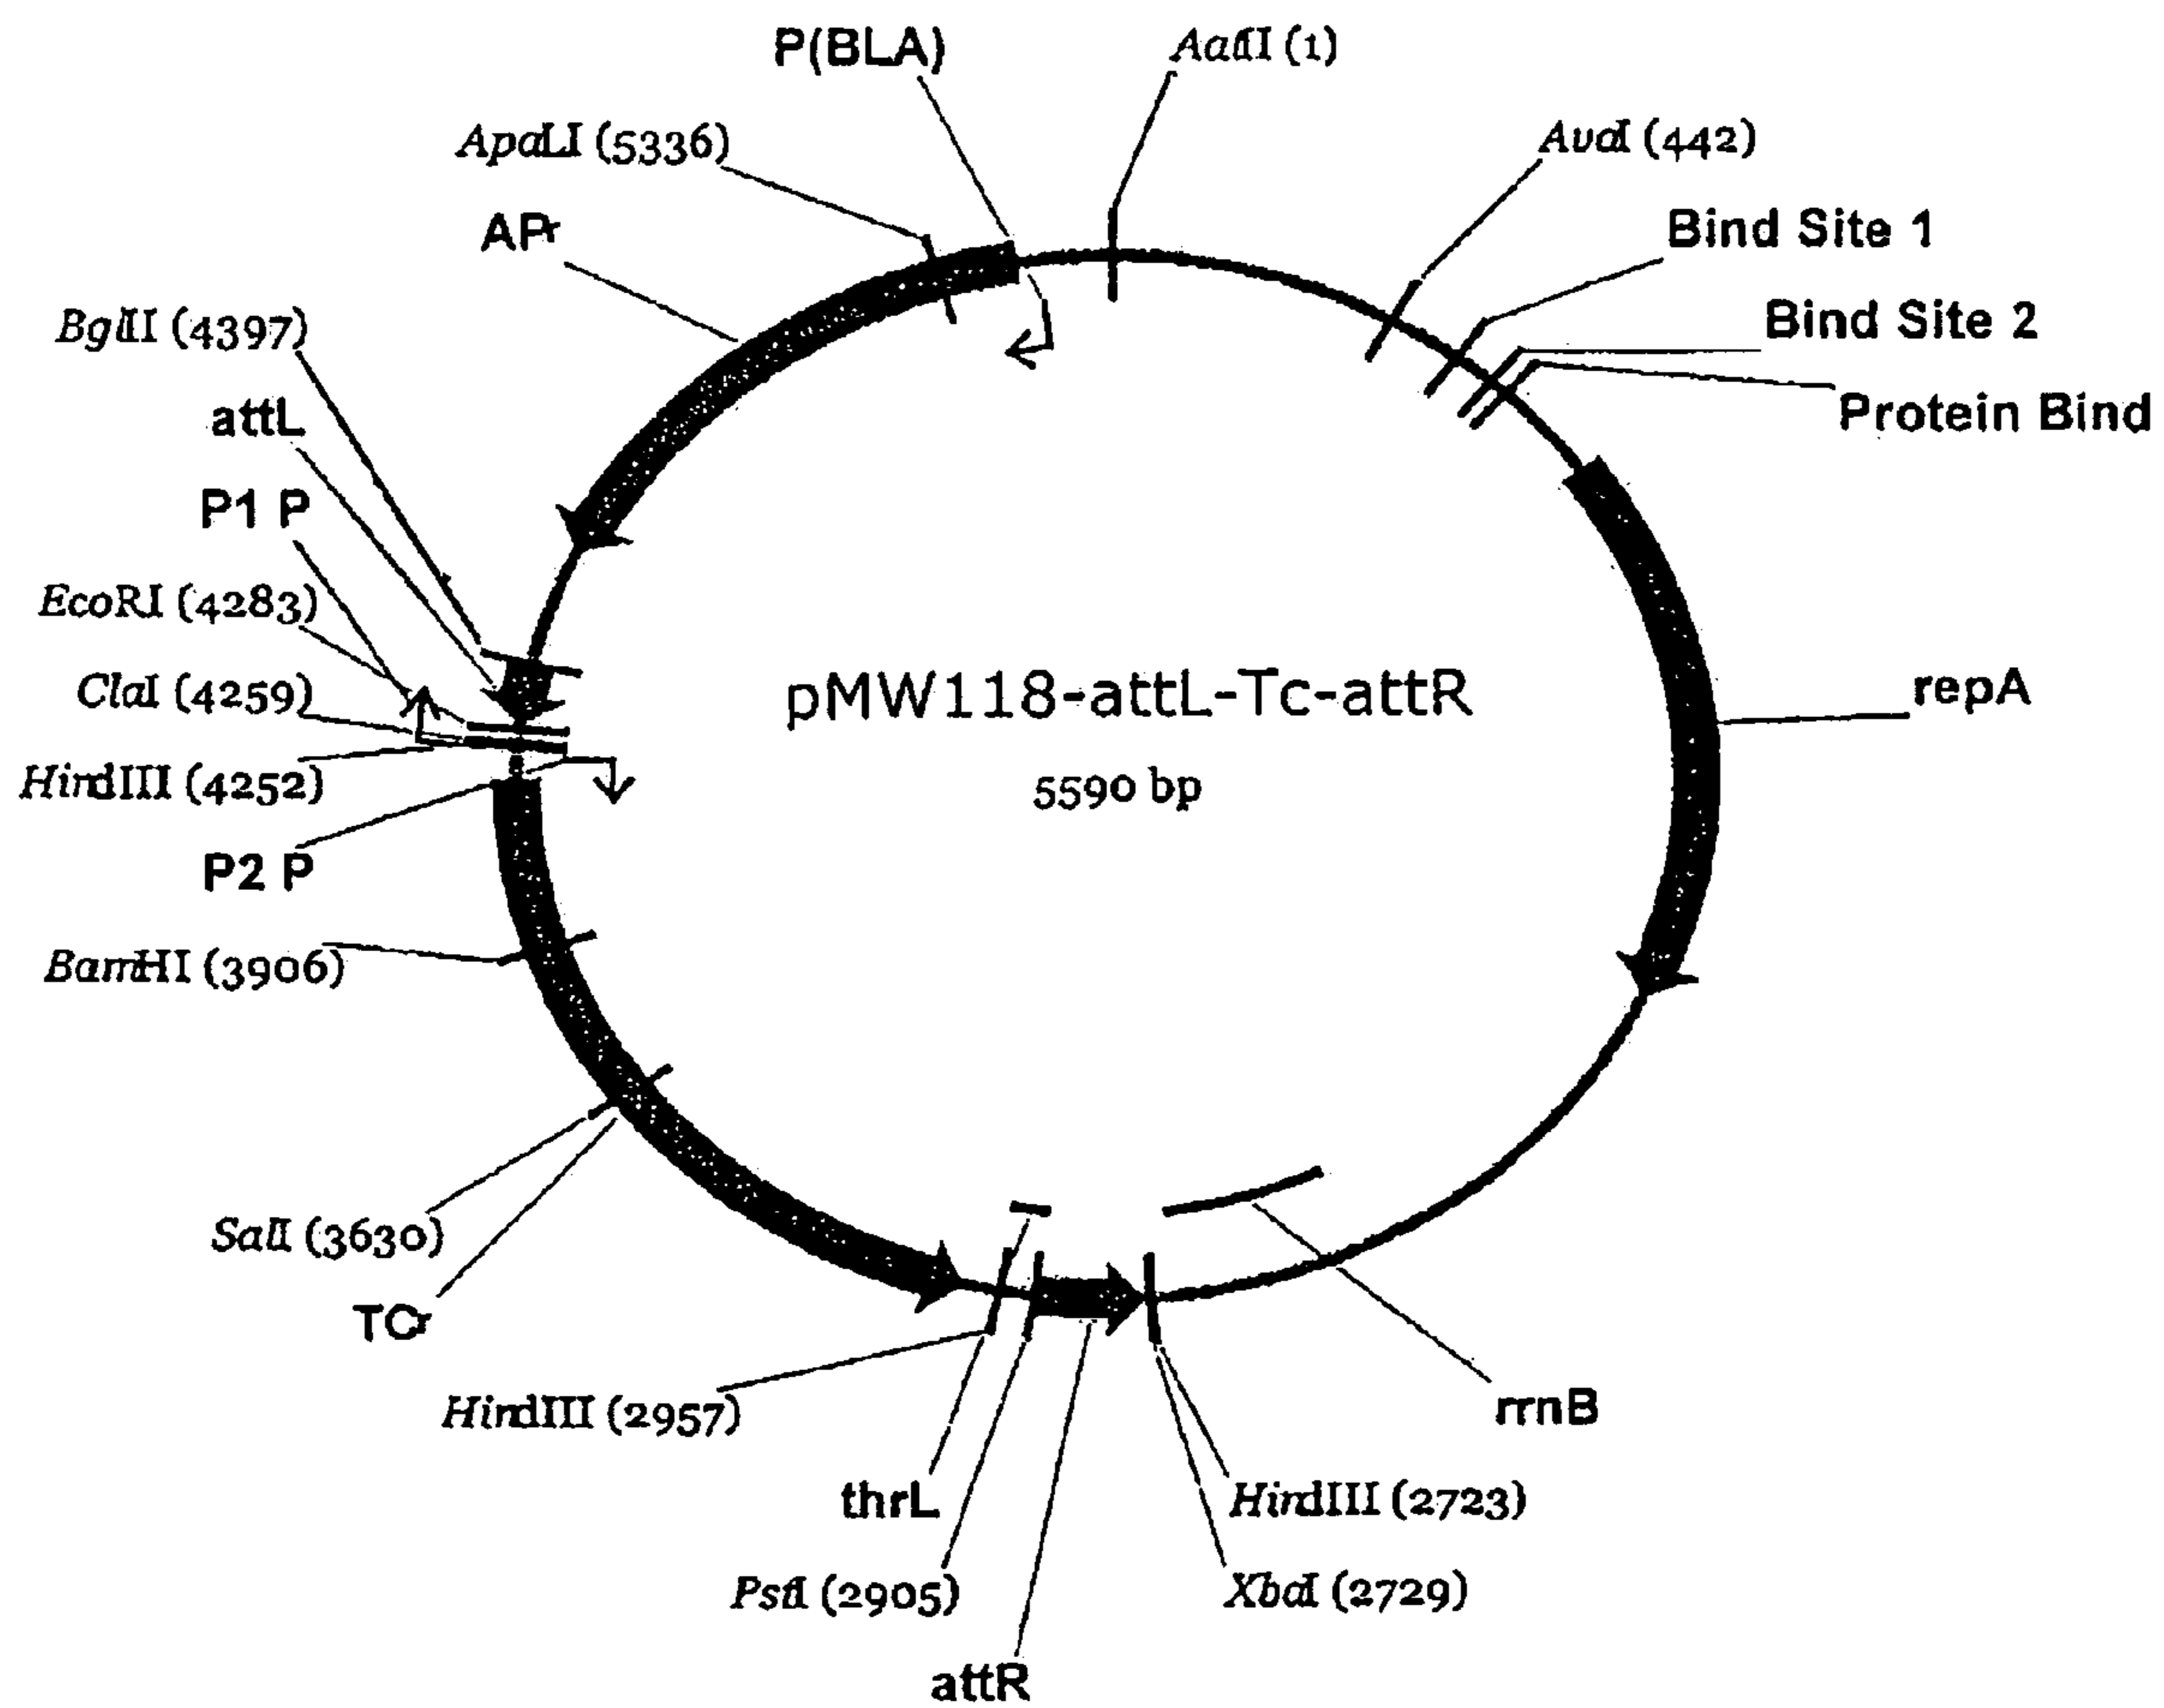 P(BLA)
AatII (1)
ApaLI (5336)
AvaI (442)
APr
Bind Site 1
BglII (4397)
Bind Site 2
attL
Protein Bind
P1 P
EcoRI (4283)
pMW118-attL-Tc-attR
repA
ClaI (4259)
HindIII (4252)
5590 bp
P2 P
BamHI (3906)
SalI (3630)
TCr
HindIII (2957)
rrnB
thrL
HindIII (2723)
PstI (2905)
XbaI (2729)
attR